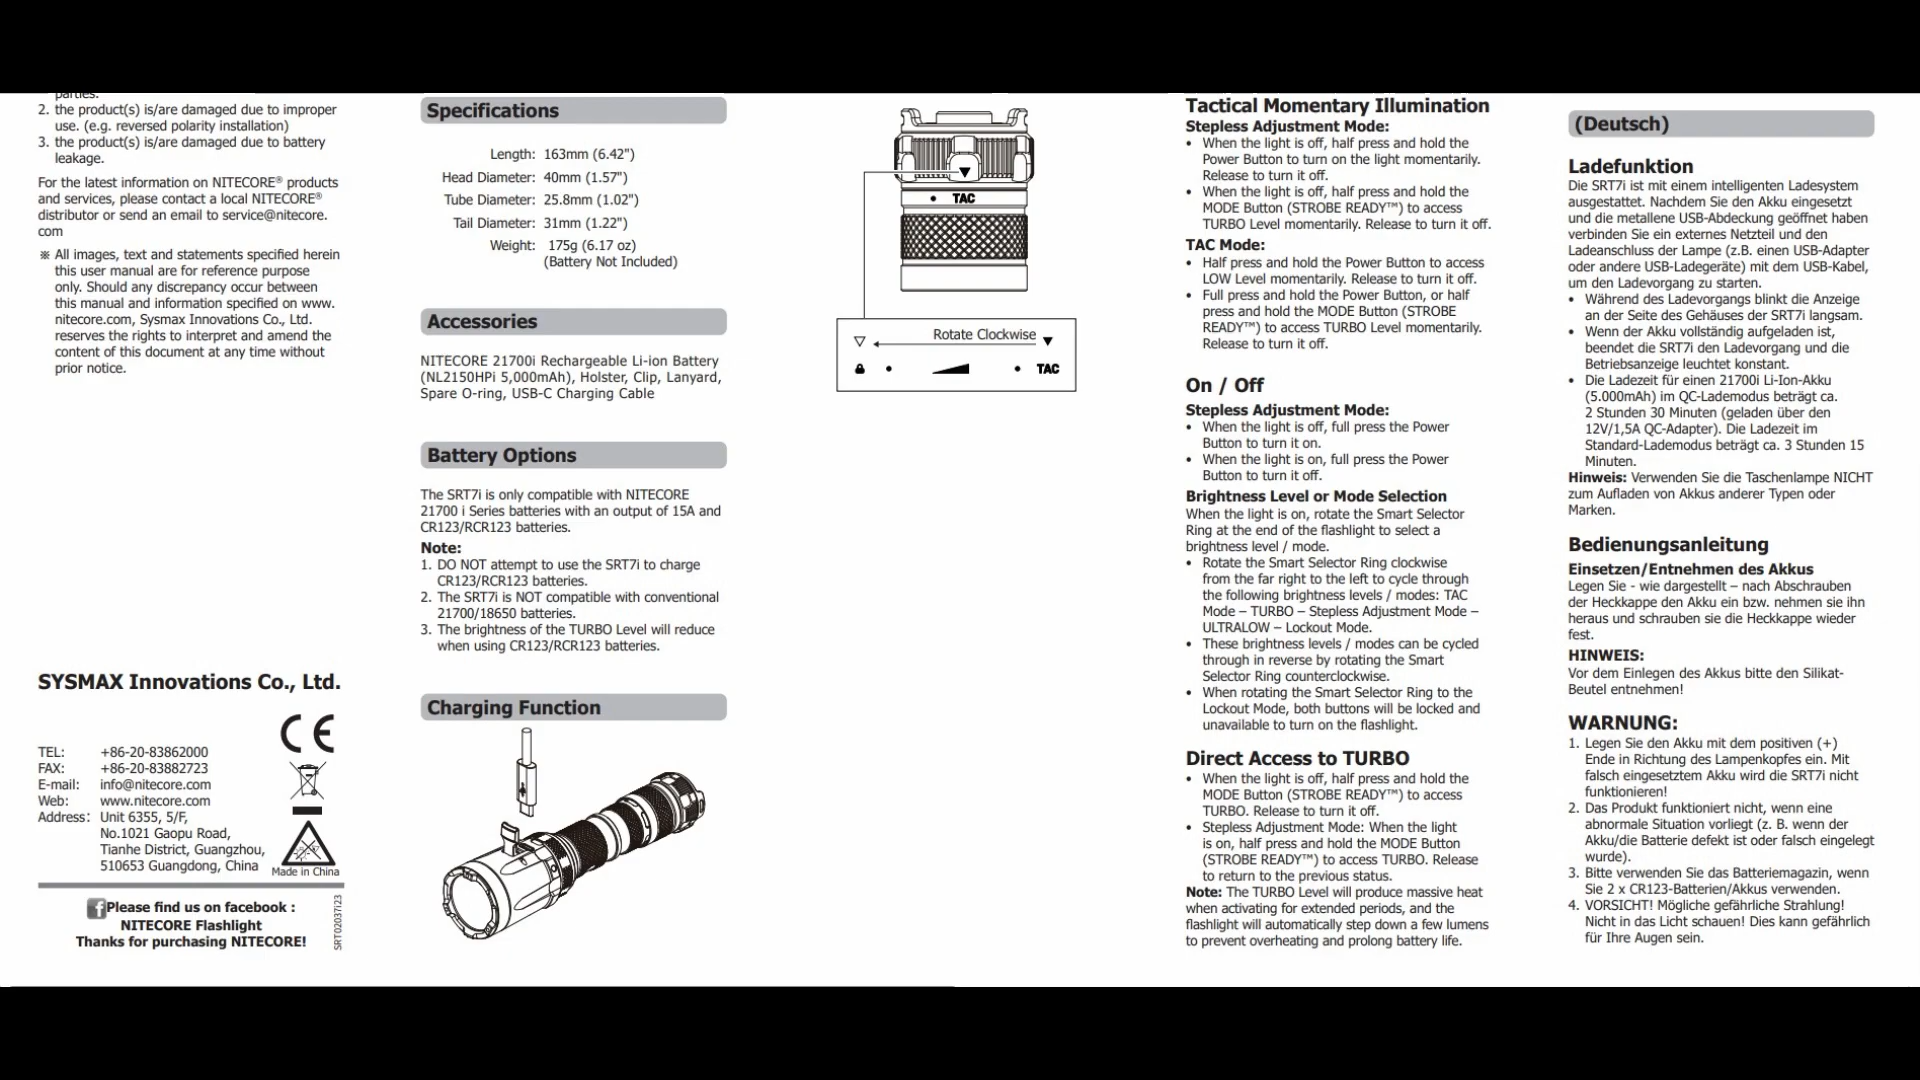 parties.
2. the product(s) is/are damaged due to improper
use. (e.g. reversed polarity installation)
3. the product(s) is/are damaged due to battery
leakage.
For the latest information on NITECORE® products
and services, please contact a local NITECORE®
distributor or send an email to service@nitecore.
com
※ All images, text and statements specified herein
this user manual are for reference purpose
only. Should any discrepancy occur between
this manual and information specified on www.
nitecore.com, Sysmax Innovations Co., Ltd.
reserves the rights to interpret and amend the
content of this document at any time without
prior notice.
SYSMAX Innovations Co., Ltd.
CE
TEL: +86-20-83862000
FAX: +86-20-83882723
E-mail: info@nitecore.com
Web: www.nitecore.com
Address: Unit 6355, 5/F,
No.1021 Gaopu Road,
Tianhe District, Guangzhou,
510653 Guangdong, China
Made in China
Please find us on facebook :
NITECORE Flashlight
Thanks for purchasing NITECORE!
SRT02037i23
Specifications
Length: 163mm (6.42")
Head Diameter: 40mm (1.57")
Tube Diameter: 25.8mm (1.02")
Tail Diameter: 31mm (1.22")
Weight: 175g (6.17 oz)
(Battery Not Included)
Accessories
NITECORE 21700i Rechargeable Li-ion Battery
(NL2150HPi 5,000mAh), Holster, Clip, Lanyard,
Spare O-ring, USB-C Charging Cable
Battery Options
The SRT7i is only compatible with NITECORE
21700 i Series batteries with an output of 15A and
CR123/RCR123 batteries.
Note:
1. DO NOT attempt to use the SRT7i to charge
CR123/RCR123 batteries.
2. The SRT7i is NOT compatible with conventional
21700/18650 batteries.
3. The brightness of the TURBO Level will reduce
when using CR123/RCR123 batteries.
Charging Function
• TAC
Rotate Clockwise
• • TAC
Tactical Momentary Illumination
Stepless Adjustment Mode:
• When the light is off, half press and hold the
Power Button to turn on the light momentarily.
Release to turn it off.
• When the light is off, half press and hold the
MODE Button (STROBE READY™) to access
TURBO Level momentarily. Release to turn it off.
TAC Mode:
• Half press and hold the Power Button to access
LOW Level momentarily. Release to turn it off.
• Full press and hold the Power Button, or half
press and hold the MODE Button (STROBE
READY™) to access TURBO Level momentarily.
Release to turn it off.
On / Off
Stepless Adjustment Mode:
• When the light is off, full press the Power
Button to turn it on.
• When the light is on, full press the Power
Button to turn it off.
Brightness Level or Mode Selection
When the light is on, rotate the Smart Selector
Ring at the end of the flashlight to select a
brightness level / mode.
• Rotate the Smart Selector Ring clockwise
from the far right to the left to cycle through
the following brightness levels / modes: TAC
Mode – TURBO – Stepless Adjustment Mode –
ULTRALOW – Lockout Mode.
• These brightness levels / modes can be cycled
through in reverse by rotating the Smart
Selector Ring counterclockwise.
• When rotating the Smart Selector Ring to the
Lockout Mode, both buttons will be locked and
unavailable to turn on the flashlight.
Direct Access to TURBO
• When the light is off, half press and hold the
MODE Button (STROBE READY™) to access
TURBO. Release to turn it off.
• Stepless Adjustment Mode: When the light
is on, half press and hold the MODE Button
(STROBE READY™) to access TURBO. Release
to return to the previous status.
Note: The TURBO Level will produce massive heat
when activating for extended periods, and the
flashlight will automatically step down a few lumens
to prevent overheating and prolong battery life.
(Deutsch)
Ladefunktion
Die SRT7i ist mit einem intelligenten Ladesystem
ausgestattet. Nachdem Sie den Akku eingesetzt
und die metallene USB-Abdeckung geöffnet haben
verbinden Sie ein externes Netzteil und den
Ladeanschluss der Lampe (z.B. einen USB-Adapter
oder andere USB-Ladegeräte) mit dem USB-Kabel,
um den Ladevorgang zu starten.
• Während des Ladevorgangs blinkt die Anzeige
an der Seite des Gehäuses der SRT7i langsam.
• Wenn der Akku vollständig aufgeladen ist,
beendet die SRT7i den Ladevorgang und die
Betriebsanzeige leuchtet konstant.
• Die Ladezeit für einen 21700i Li-Ion-Akku
(5.000mAh) im QC-Lademodus beträgt ca.
2 Stunden 30 Minuten (geladen über den
12V/1,5A QC-Adapter). Die Ladezeit im
Standard-Lademodus beträgt ca. 3 Stunden 15
Minuten.
Hinweis: Verwenden Sie die Taschenlampe NICHT
zum Aufladen von Akkus anderer Typen oder
Marken.
Bedienungsanleitung
Einsetzen/Entnehmen des Akkus
Legen Sie - wie dargestellt – nach Abschrauben
der Heckkappe den Akku ein bzw. nehmen sie ihn
heraus und schrauben sie die Heckkappe wieder
fest.
HINWEIS:
Vor dem Einlegen des Akkus bitte den Silikat-
Beutel entnehmen!
WARNUNG:
1. Legen Sie den Akku mit dem positiven (+)
Ende in Richtung des Lampenkopfes ein. Mit
falsch eingesetztem Akku wird die SRT7i nicht
funktionieren!
2. Das Produkt funktioniert nicht, wenn eine
abnormale Situation vorliegt (z. B. wenn der
Akku/die Batterie defekt ist oder falsch eingelegt
wurde).
3. Bitte verwenden Sie das Batteriemagazin, wenn
Sie 2 x CR123-Batterien/Akkus verwenden.
4. VORSICHT! Mögliche gefährliche Strahlung!
Nicht in das Licht schauen! Dies kann gefährlich
für Ihre Augen sein.